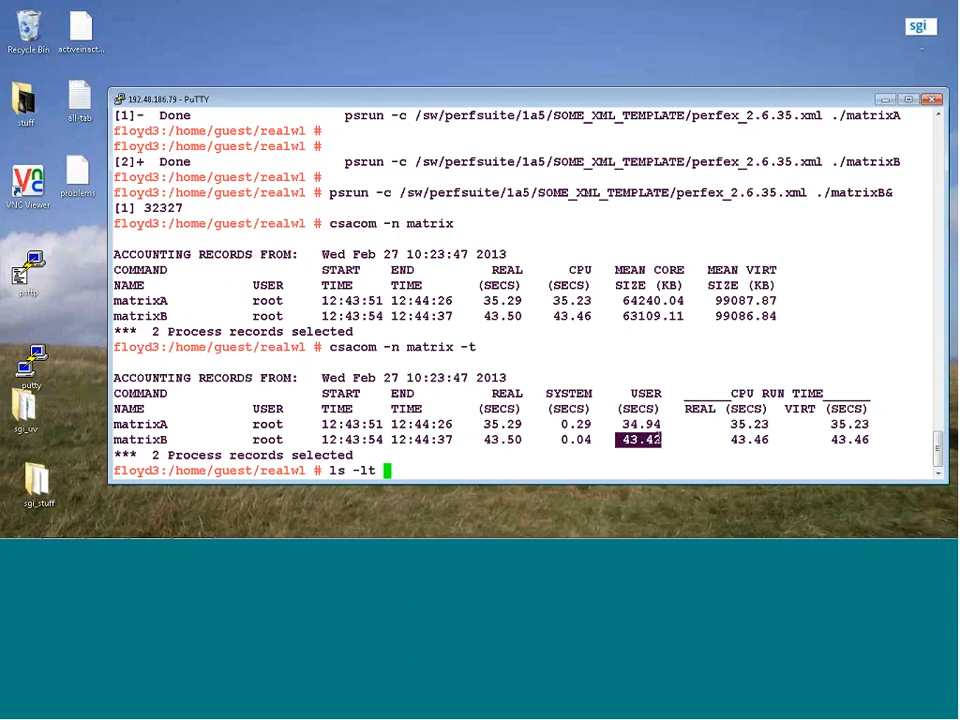 Recycle Bin
activeinact...
sgi
stuff
all-tab
VNC Viewer
problems
psftp
putty
sgi_uv
sgi_stuff
192.48.186.79 - PuTTY
[1]- Done psrun -c /sw/perfsuite/1a5/SOME_XML_TEMPLATE/perfex_2.6.35.xml ./matrixA
floyd3:/home/guest/realwl #
floyd3:/home/guest/realwl #
[2]+ Done psrun -c /sw/perfsuite/1a5/SOME_XML_TEMPLATE/perfex_2.6.35.xml ./matrixB
floyd3:/home/guest/realwl #
floyd3:/home/guest/realwl # psrun -c /sw/perfsuite/1a5/SOME_XML_TEMPLATE/perfex_2.6.35.xml ./matrixB&
[1] 32327
floyd3:/home/guest/realwl # csacom -n matrix
ACCOUNTING RECORDS FROM: Wed Feb 27 10:23:47 2013
COMMAND START END REAL CPU MEAN CORE MEAN VIRT
NAME USER TIME TIME (SECS) (SECS) SIZE (KB) SIZE (KB)
matrixA root 12:43:51 12:44:26 35.29 35.23 64240.04 99087.87
matrixB root 12:43:54 12:44:37 43.50 43.46 63109.11 99086.84
*** 2 Process records selected
floyd3:/home/guest/realwl # csacom -n matrix -t
ACCOUNTING RECORDS FROM: Wed Feb 27 10:23:47 2013
COMMAND START END REAL SYSTEM USER ______CPU RUN TIME______
NAME USER TIME TIME (SECS) (SECS) (SECS) REAL (SECS) VIRT (SECS)
matrixA root 12:43:51 12:44:26 35.29 0.29 34.94 35.23 35.23
matrixB root 12:43:54 12:44:37 43.50 0.04 43.42 43.46 43.46
*** 2 Process records selected
floyd3:/home/guest/realwl # ls -lt